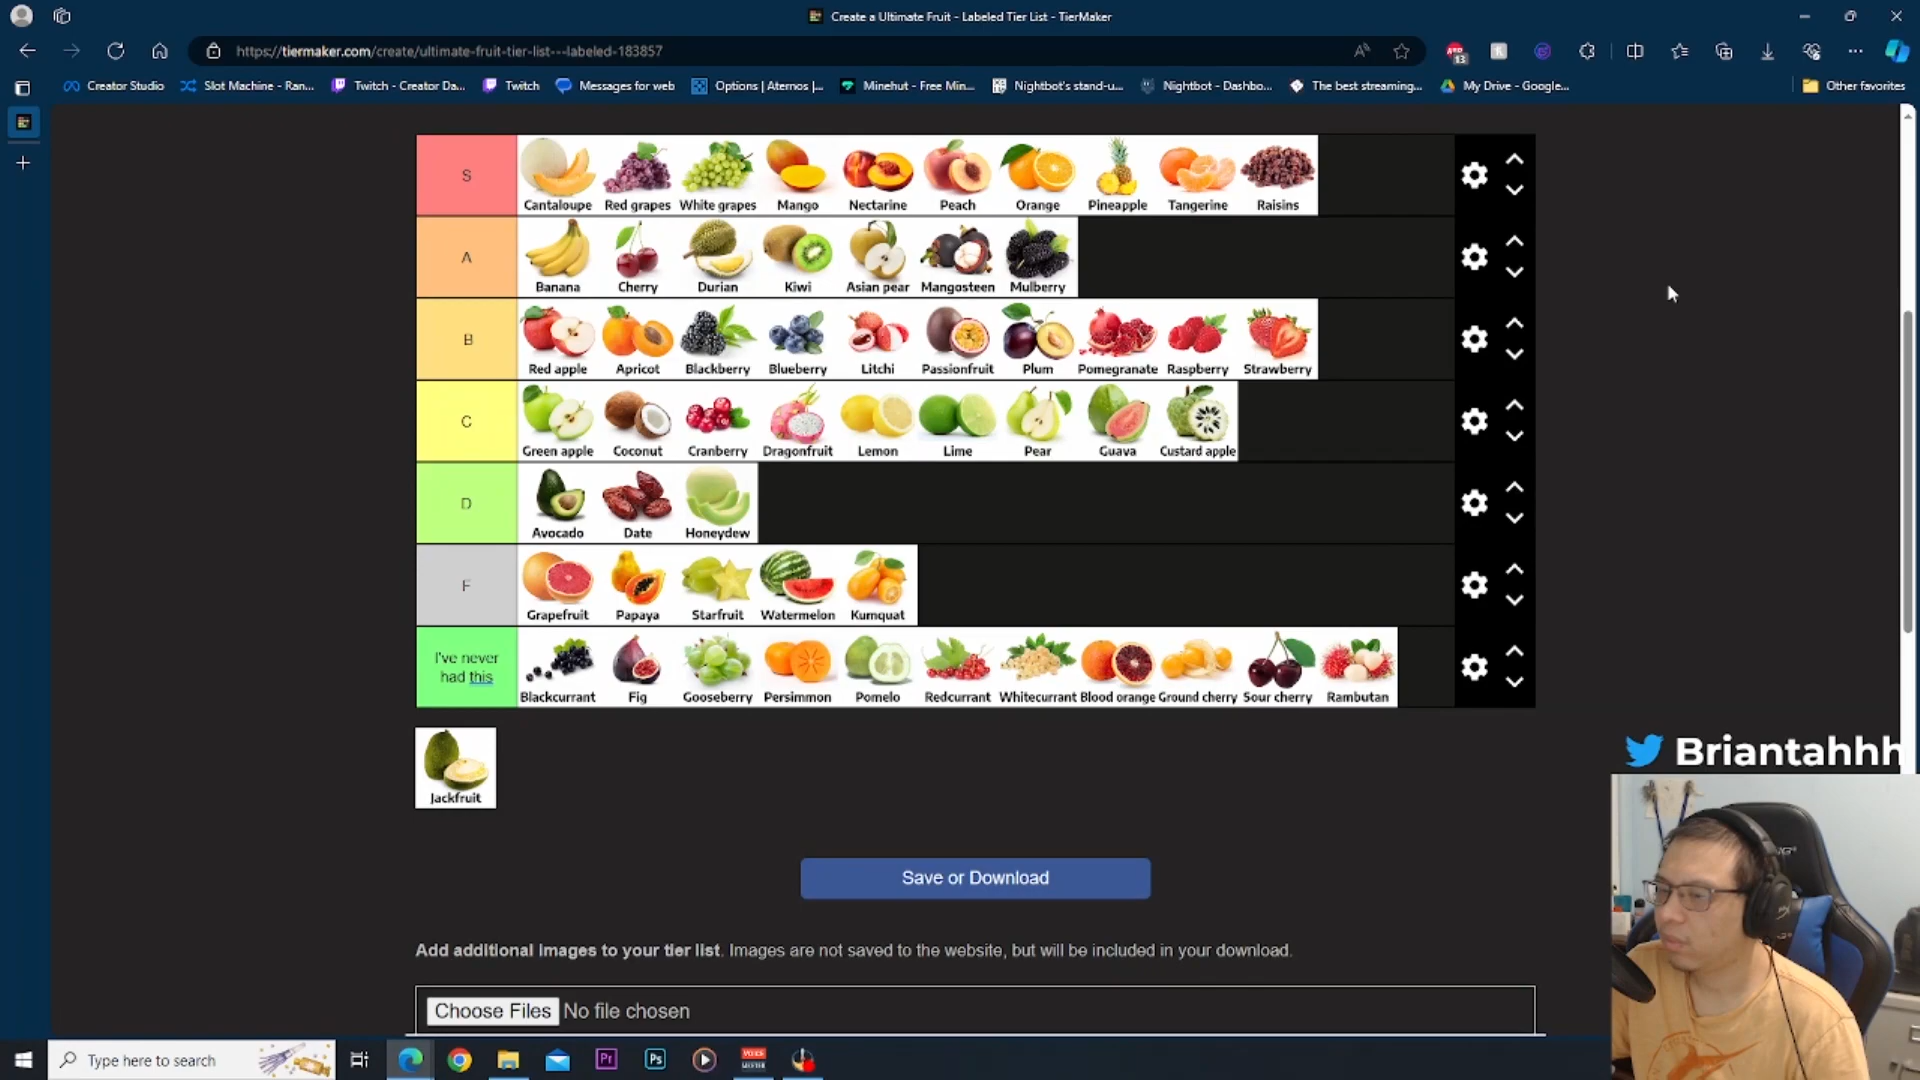 Create a Ultimate Fruit - Labeled Tier List - TierMaker
https://tiermaker.com/create/ultimate-fruit-tier-list---labeled-183857
13
Creator Studio
Slot Machine - Ran...
Twitch - Creator Da...
Twitch
Messages for web
Options | Aternos |...
Minehut - Free Min...
Nightbot's stand-u...
Nightbot - Dashbo...
The best streaming...
My Drive - Google...
Other favorites
S
Cantaloupe Red grapes White grapes Mango Nectarine Peach Orange Pineapple Tangerine Raisins
A
Banana Cherry Durian Kiwi Asian pear Mangosteen Mulberry
B
Red apple Apricot Blackberry Blueberry Litchi Passionfruit Plum Pomegranate Raspberry Strawberry
C
Green apple Coconut Cranberry Dragonfruit Lemon Lime Pear Guava Custard apple
D
Avocado Date Honeydew
F
Grapefruit Papaya Starfruit Watermelon Kumquat
I've never
had this
Blackcurrant Fig Gooseberry Persimmon Pomelo Redcurrant Whitecurrant Blood orange Ground cherry Sour cherry Rambutan
Jackfruit
Briantahhh
Save or Download
Add additional images to your tier list. Images are not saved to the website, but will be included in your download.
Choose Files No file chosen
Type here to search
Pr
Ps